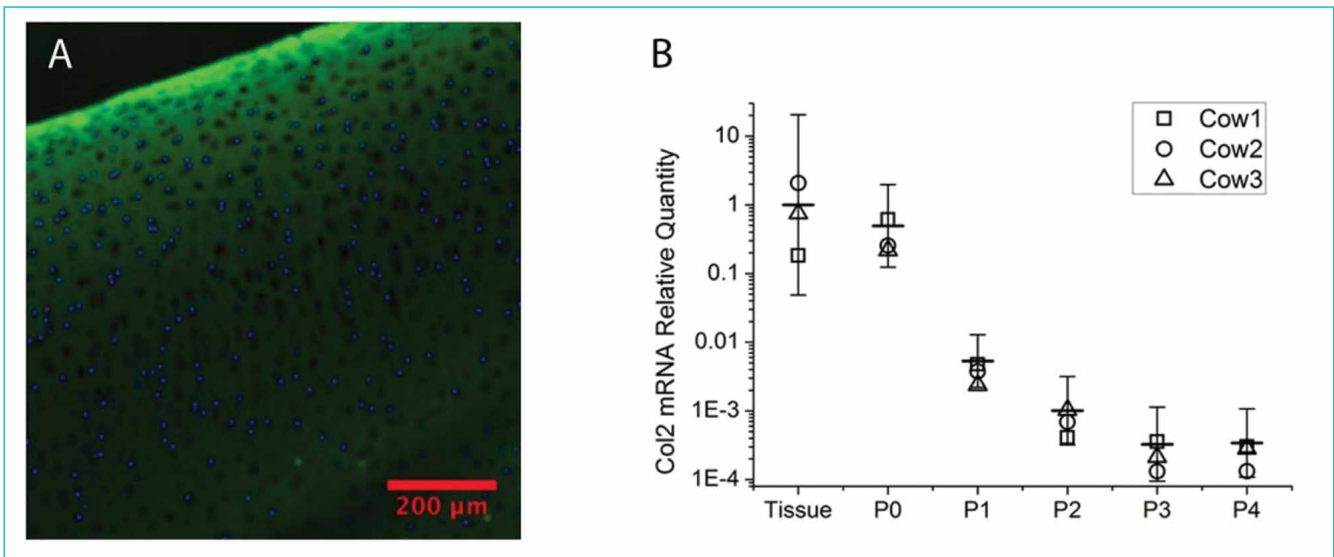 A
200 µm
B
Col2 mRNA Relative Quantity
10
1
0.1
0.01
1E-3
1E-4
Tissue P0 P1 P2 P3 P4
Cow1
Cow2
Cow3